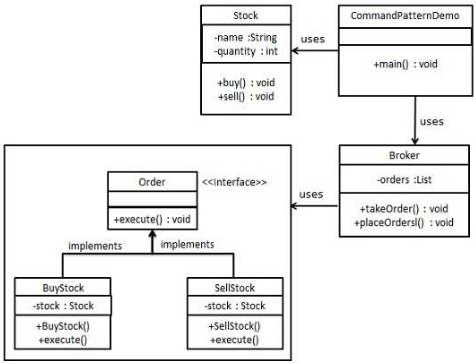 Stock
-name :String
-quantity : int
+buy() : void
+sell() : void
uses
CommandPatternDemo
+main() : void
uses
Broker
-orders :List
+takeOrder() : void
+placeOrdersl() : void
uses
Order
<<Interface>>
+execute() : void
implements
implements
BuyStock
-stock : Stock
+BuyStock()
+execute()
SellStock
-stock : Stock
+SellStock()
+execute()